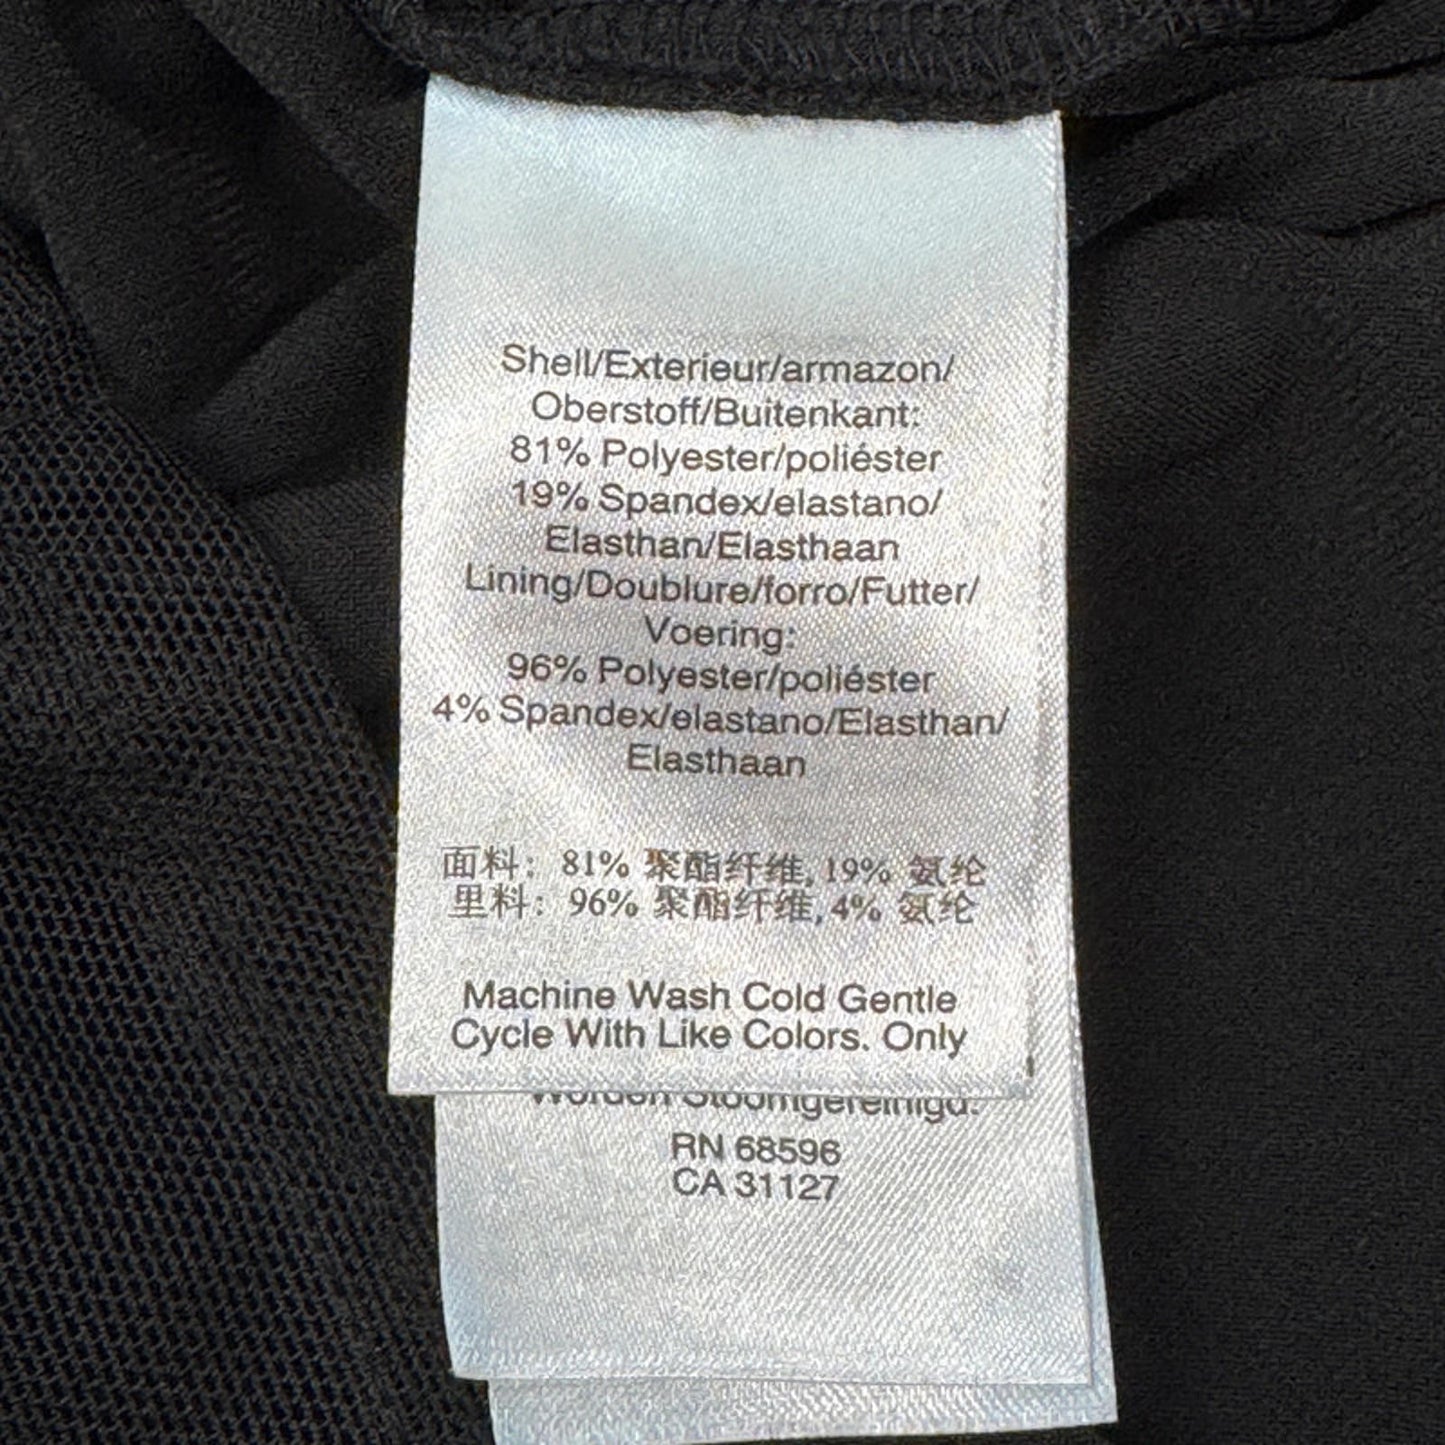 Shell/Exterieur/armazon/
Oberstoff/Buitenkant:
81% Polyester/poliéster
19% Spandex/elastano/
Elasthan/Elasthaan
Lining/Doublure/forro/Futter/
Voering:
96% Polyester/poliéster
4% Spandex/elastano/Elasthan/
Elasthaan
面料: 81% 聚酯纤维, 19% 氨纶
里料: 96% 聚酯纤维, 4% 氨纶
Machine Wash Cold Gentle
Cycle With Like Colors. Only
Worden Stoomgereinigd.
RN 68596
CA 31127